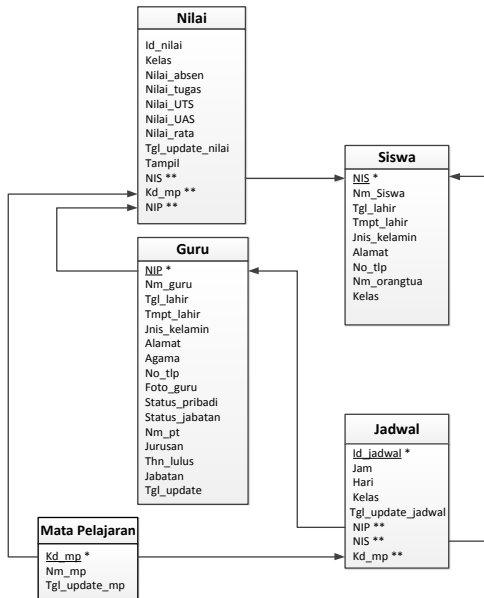 Nilai
Id_nilai
Kelas
Nilai_absen
Nilai_tugas
Nilai_UTS
Nilai_UAS
Nilai_rata
Tgl_update_nilai
Tampil
NIS **
Kd_mp **
NIP **
Siswa
NIS *
Nm_Siswa
Tgl_lahir
Tmpt_lahir
Jnis_kelamin
Alamat
No_tlp
Nm_orangtua
Kelas
Guru
NIP *
Nm_guru
Tgl_lahir
Tmpt_lahir
Jnis_kelamin
Alamat
Agama
No_tlp
Foto_guru
Status_pribadi
Status_jabatan
Nm_pt
Jurusan
Thn_lulus
Jabatan
Tgl_update
Jadwal
Id_jadwal *
Jam
Hari
Kelas
Tgl_update_jadwal
NIP **
NIS **
Kd_mp **
Mata Pelajaran
Kd_mp *
Nm_mp
Tgl_update_mp